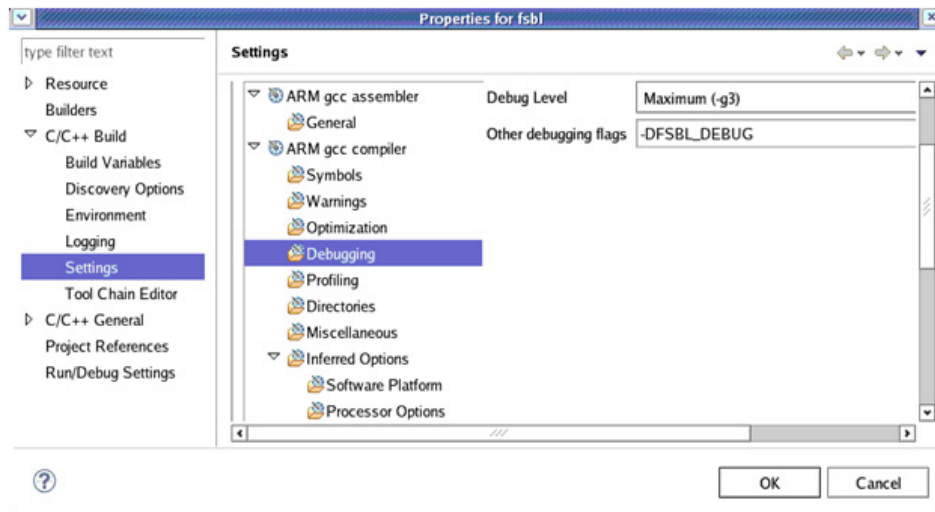 Properties for fsbl
type filter text
Resource
Builders
C/C++ Build
Build Variables
Discovery Options
Environment
Logging
Settings
Tool Chain Editor
C/C++ General
Project References
Run/Debug Settings
Settings
ARM gcc assembler
General
ARM gcc compiler
Symbols
Warnings
Optimization
Debugging
Profiling
Directories
Miscellaneous
Inferred Options
Software Platform
Processor Options
Debug Level Maximum (-g3)
Other debugging flags -DFSBL_DEBUG
OK Cancel